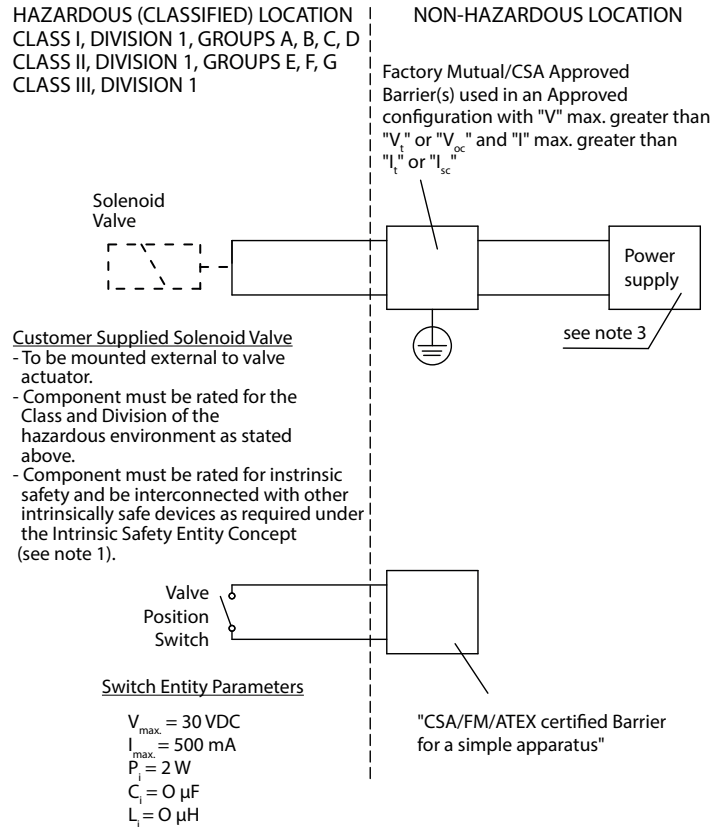 HAZARDOUS (CLASSIFIED) LOCATION
CLASS I, DIVISION 1, GROUPS A, B, C, D
CLASS II, DIVISION 1, GROUPS E, F, G
CLASS III, DIVISION 1
NON-HAZARDOUS LOCATION
Factory Mutual/CSA Approved
Barrier(s) used in an Approved
configuration with "V" max. greater than
"Vt" or "Voc" and "I" max. greater than
"It" or "Isc"
Solenoid
Valve
Power
supply
see note 3
Customer Supplied Solenoid Valve
- To be mounted external to valve
actuator.
- Component must be rated for the
Class and Division of the
hazardous environment as stated
above.
- Component must be rated for instrinsic
safety and be interconnected with other
intrinsically safe devices as required under
the Intrinsic Safety Entity Concept
(see note 1).
Valve
Position
Switch
Switch Entity Parameters
Vmax. = 30 VDC
Imax. = 500 mA
Pi = 2 W
Ci = O µF
Li = O µH
"CSA/FM/ATEX certified Barrier
for a simple apparatus"